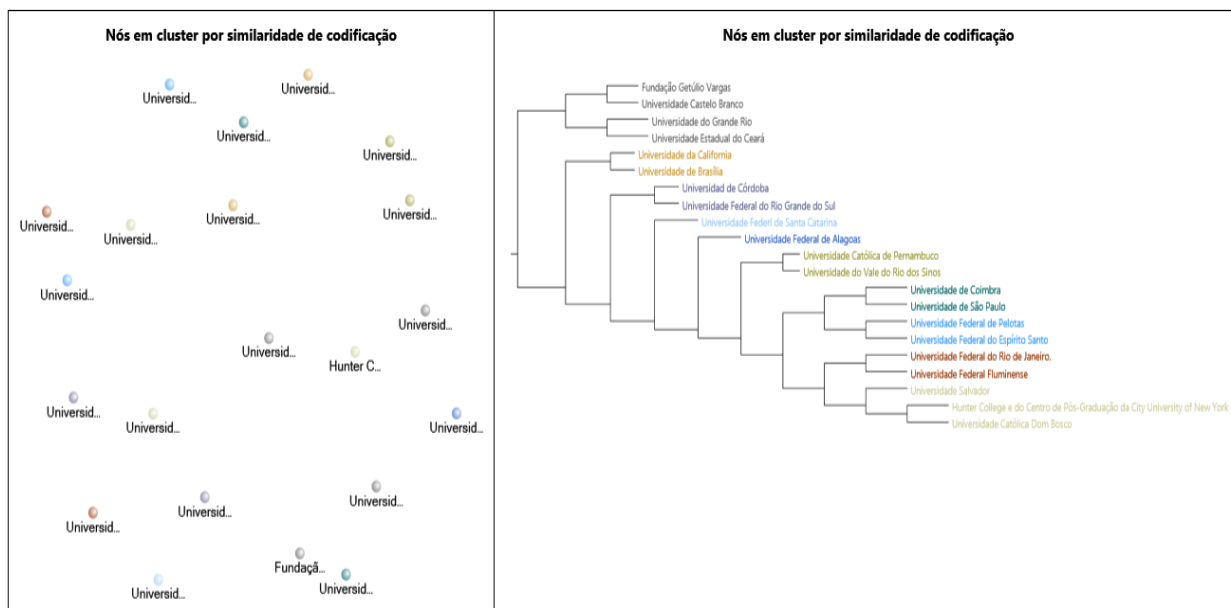 Nós em cluster por similaridade de codificação
Universid...
Universid...
Universid...
Universid...
Universid...
Universid...
Universid...
Universid...
Universid...
Universid...
Universid...
Hunter C...
Universid...
Universid...
Universid...
Universid...
Universid...
Universid...
Fundaçã...
Universid...
Universid...
Nós em cluster por similaridade de codificação
Fundação Getúlio Vargas
Universidade Castelo Branco
Universidade do Grande Rio
Universidade Estadual do Ceará
Universidade da California
Universidade de Brasília
Universidad de Córdoba
Universidade Federal do Rio Grande do Sul
Universidade Federl de Santa Catarina
Universidade Federal de Alagoas
Universidade Católica de Pernambuco
Universidade do Vale do Rio dos Sinos
Universidade de Coimbra
Universidade de São Paulo
Universidade Federal de Pelotas
Universidade Federal do Espírito Santo
Universidade Federal do Rio de Janeiro.
Universidade Federal Fluminense
Universidade Salvador
Hunter College e do Centro de Pós-Graduação da City University of New York
Universidade Católica Dom Bosco